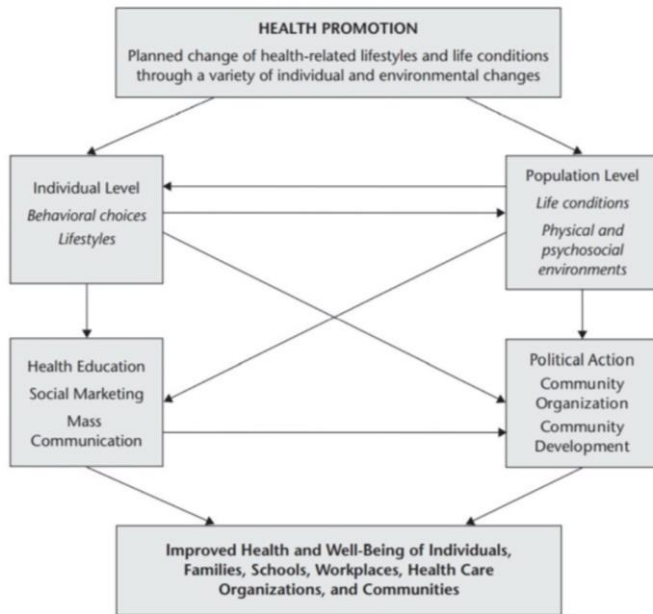 HEALTH PROMOTION
Planned change of health-related lifestyles and life conditions
through a variety of individual and environmental changes
Individual Level
Behavioral choices
Lifestyles
Population Level
Life conditions
Physical and
psychosocial
environments
Health Education
Social Marketing
Mass
Communication
Political Action
Community
Organization
Community
Development
Improved Health and Well-Being of Individuals,
Families, Schools, Workplaces, Health Care
Organizations, and Communities